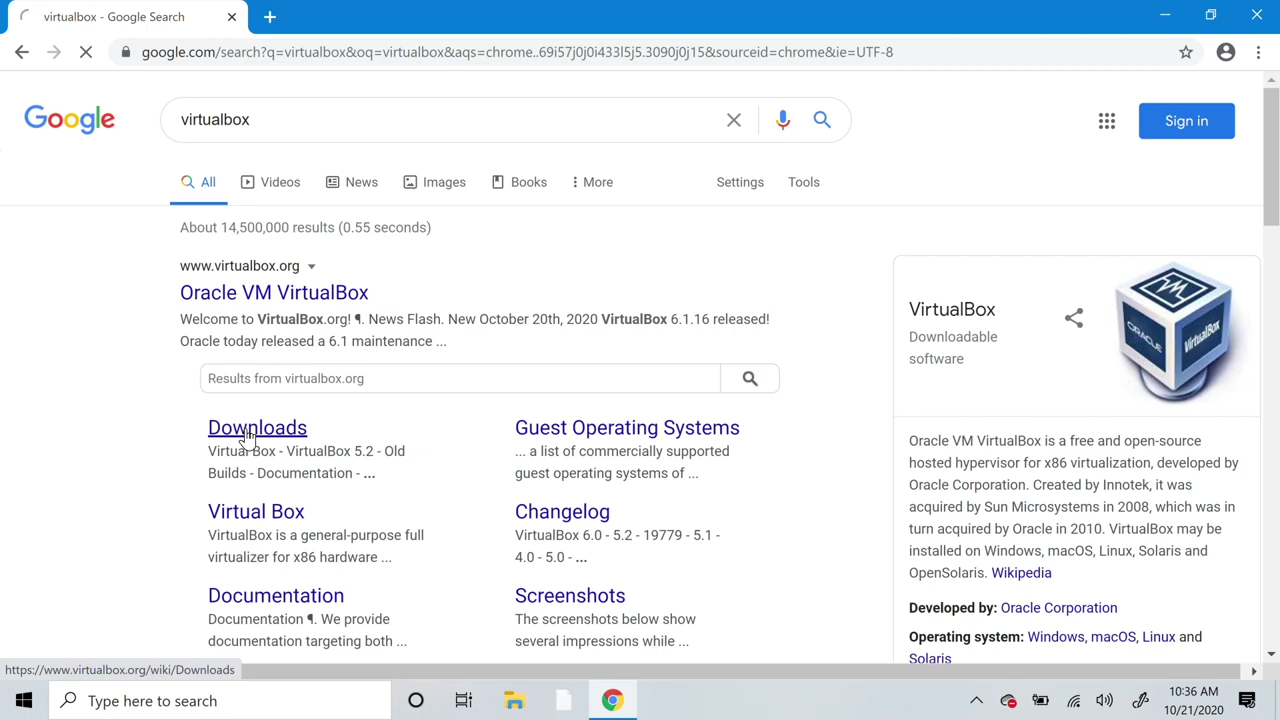 virtualbox - Google Search
google.com/search?q=virtualbox&oq=virtualbox&aqs=chrome..69i57j0j0i433l5j5.3090j0j15&sourceid=chrome&ie=UTF-8
Google
virtualbox
Sign in
All
Videos
News
Images
Books
More
Settings
Tools
About 14,500,000 results (0.55 seconds)
www.virtualbox.org
Oracle VM VirtualBox
Welcome to VirtualBox.org! ¶. News Flash. New October 20th, 2020 VirtualBox 6.1.16 released!
Oracle today released a 6.1 maintenance ...
Results from virtualbox.org
Downloads
Virtual Box - VirtualBox 5.2 - Old
Builds - Documentation - ...
Guest Operating Systems
... a list of commercially supported
guest operating systems of ...
Virtual Box
VirtualBox is a general-purpose full
virtualizer for x86 hardware ...
Changelog
VirtualBox 6.0 - 5.2 - 19779 - 5.1 -
4.0 - 5.0 - ...
Documentation
Documentation ¶. We provide
documentation targeting both ...
Screenshots
The screenshots below show
several impressions while ...
VirtualBox
Downloadable
software
ORACLE
VirtualBox
Oracle VM VirtualBox is a free and open-source
hosted hypervisor for x86 virtualization, developed by
Oracle Corporation. Created by Innotek, it was
acquired by Sun Microsystems in 2008, which was in
turn acquired by Oracle in 2010. VirtualBox may be
installed on Windows, macOS, Linux, Solaris and
OpenSolaris. Wikipedia
Developed by: Oracle Corporation
Operating system: Windows, macOS, Linux and
Solaris
https://www.virtualbox.org/wiki/Downloads
Type here to search
10:36 AM
10/21/2020